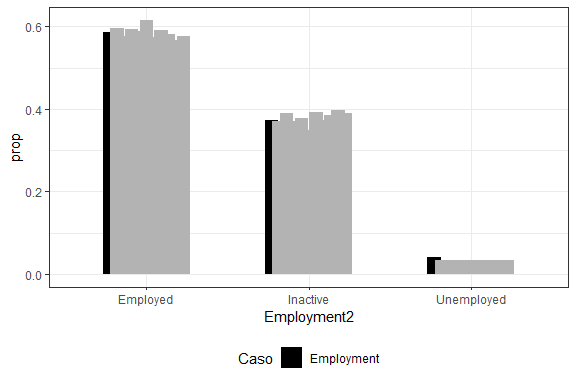 0.6
0.4
0.2
0.0
prop
Employed Inactive Unemployed
Employment2
Caso Employment